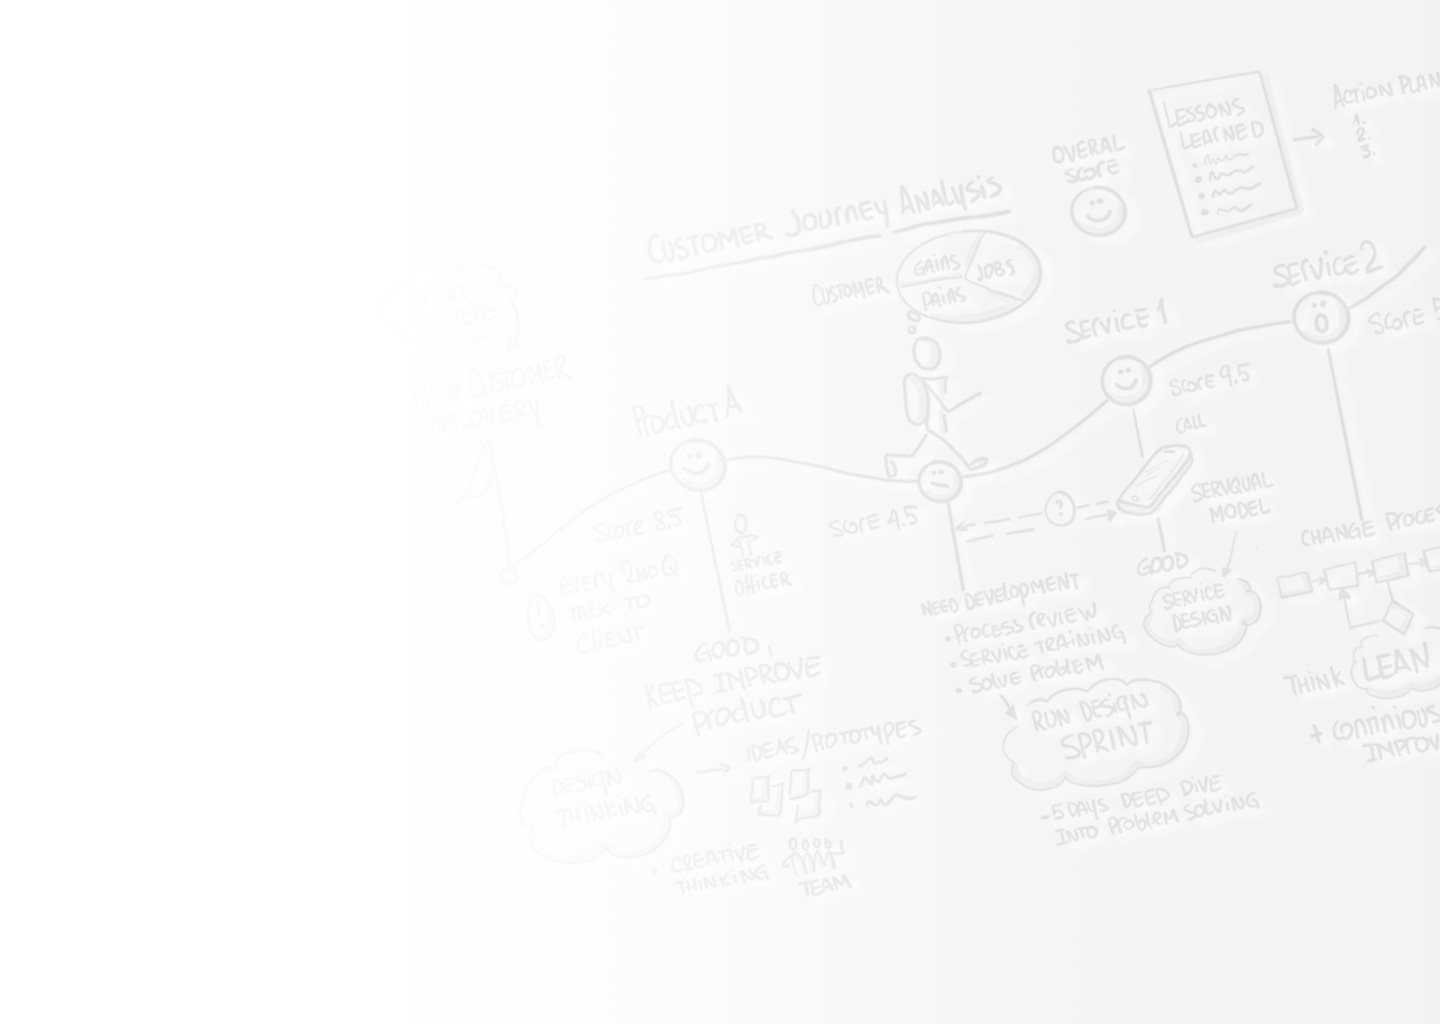 CUSTOMER JOURNEY ANALYSIS
OVERAL
SCORE
LESSONS
LEARNED
ACTION PLAN
1.
2.
3.
CUSTOMER
GAINS
JOBS
PAINS
START
HERE
NEW CUSTOMER
DISCOVERY
PRODUCT A
SERVICE 1
SERVICE 2
SCORE 8.5
SCORE 4.5
SCORE 9.5
SCORE 5
CALL
?
SERVQUAL
MODEL
SERVICE
OFFICER
!
EVERY 2ND Q
TALK TO
CLIENT
GOOD,
KEEP IMPROVE
PRODUCT
NEED DEVELOPMENT
• PROCESS REVIEW
• SERVICE TRAINING
• SOLVE PROBLEM
GOOD
SERVICE
DESIGN
CHANGE PROCES
THINK
LEAN
+ CONTINIOUS
IMPROV
RUN DESIGN
SPRINT
- 5 DAYS DEEP DIVE
INTO PROBLEM SOLVING
DESIGN
THINKING
IDEAS/PROTOTYPES
• CREATIVE
THINKING
TEAM